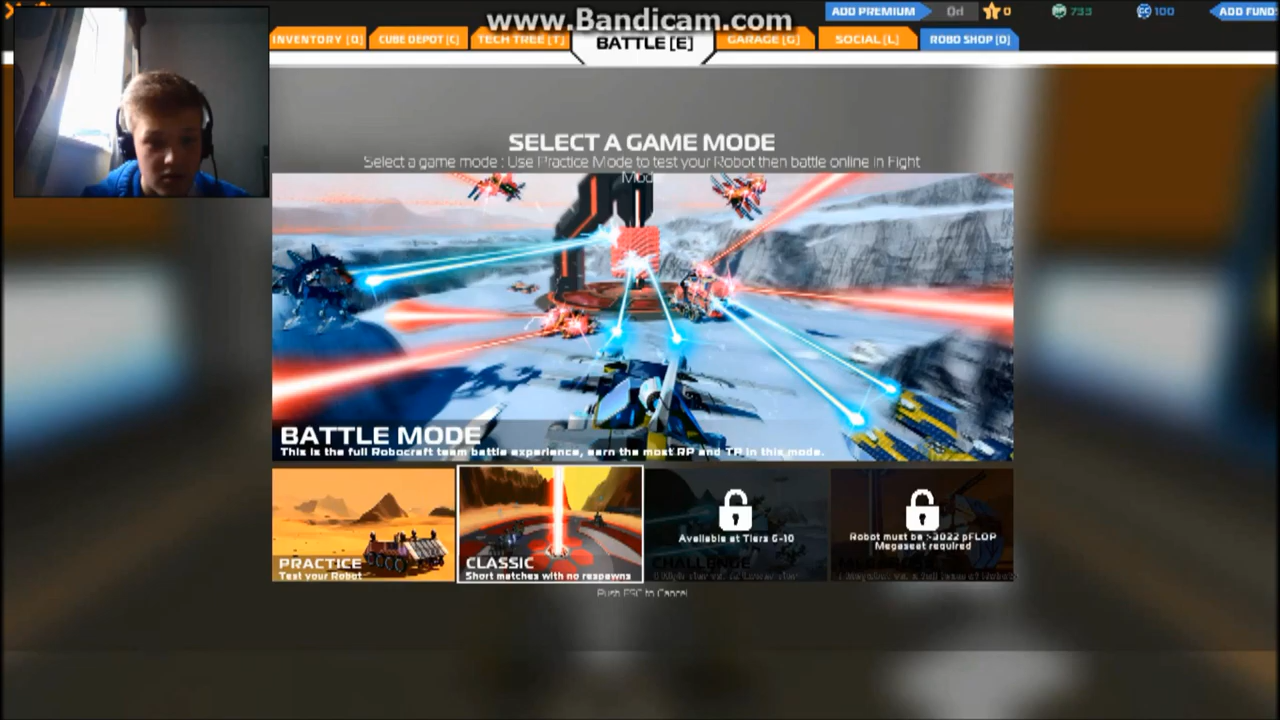 www.Bandicam.com
ADD PREMIUM 0d 0 733 100 ADD FUND
INVENTORY [Q] CUBE DEPOT [C] TECH TREE [T] BATTLE [E] GARAGE [G] SOCIAL [L] ROBO SHOP [O]
SELECT A GAME MODE
Select a game mode : Use Practice Mode to test your Robot then battle online in Fight
Mode
BATTLE MODE
This is the full Robocraft team battle experience, earn the most RP and TP in this mode.
PRACTICE
Test your Robot
CLASSIC
Short matches with no respawns
Available at Tiers 6-10
CHALLENGE
Robot must be >3022 pFLOP
Megaseat required
Push ESC to Cancel